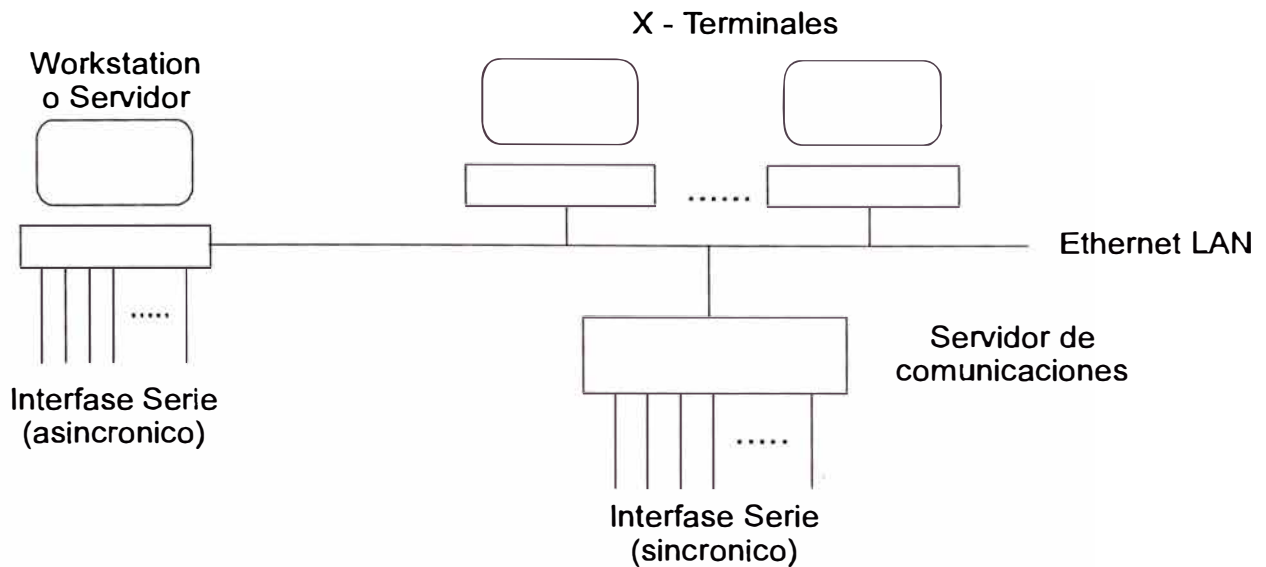 X - Terminales
Workstation
o Servidor
......
Ethernet LAN
.....
Servidor de
comunicaciones
Interfase Serie
(asincronico)
.....
Interfase Serie
(sincronico)